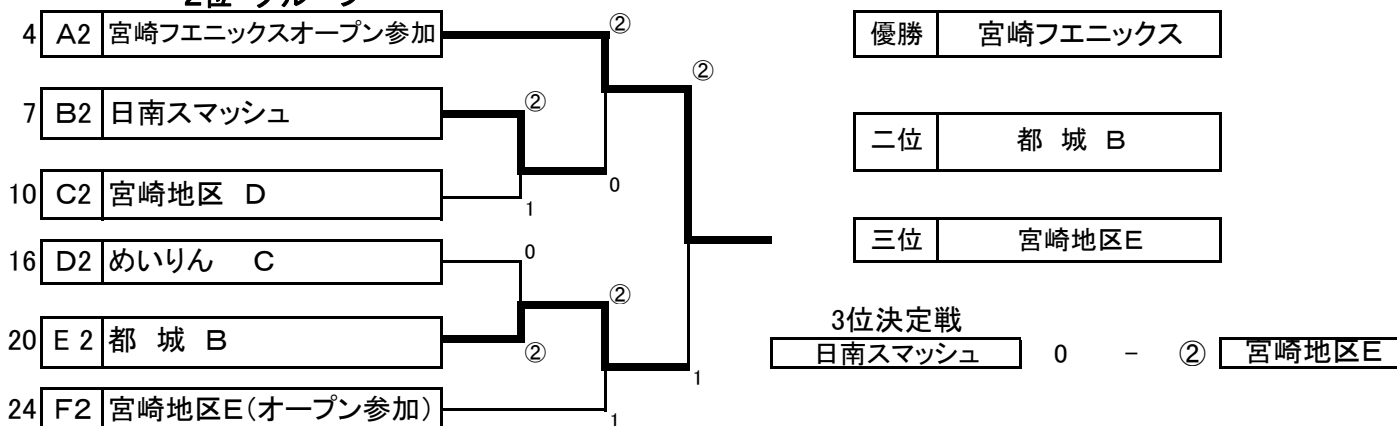 2位 グループ
4 A2 宮崎フエニックスオープン参加 ② 優勝 宮崎フエニックス
②
7 B2 日南スマッシュ ②
二位 都 城 B
10 C2 宮崎地区 D 0
1
16 D2 めいりん C 0 三位 宮崎地区E
②
3位決定戦
20 E 2 都 城 B ② 日南スマッシュ 0 - ② 宮崎地区E
1
24 F2 宮崎地区E(オープン参加) 1